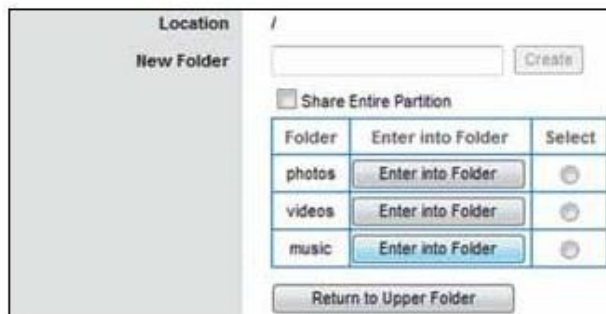 Location /
New Folder Create
Share Entire Partition
Folder Enter into Folder Select
photos Enter into Folder
videos Enter into Folder
music Enter into Folder
Return to Upper Folder